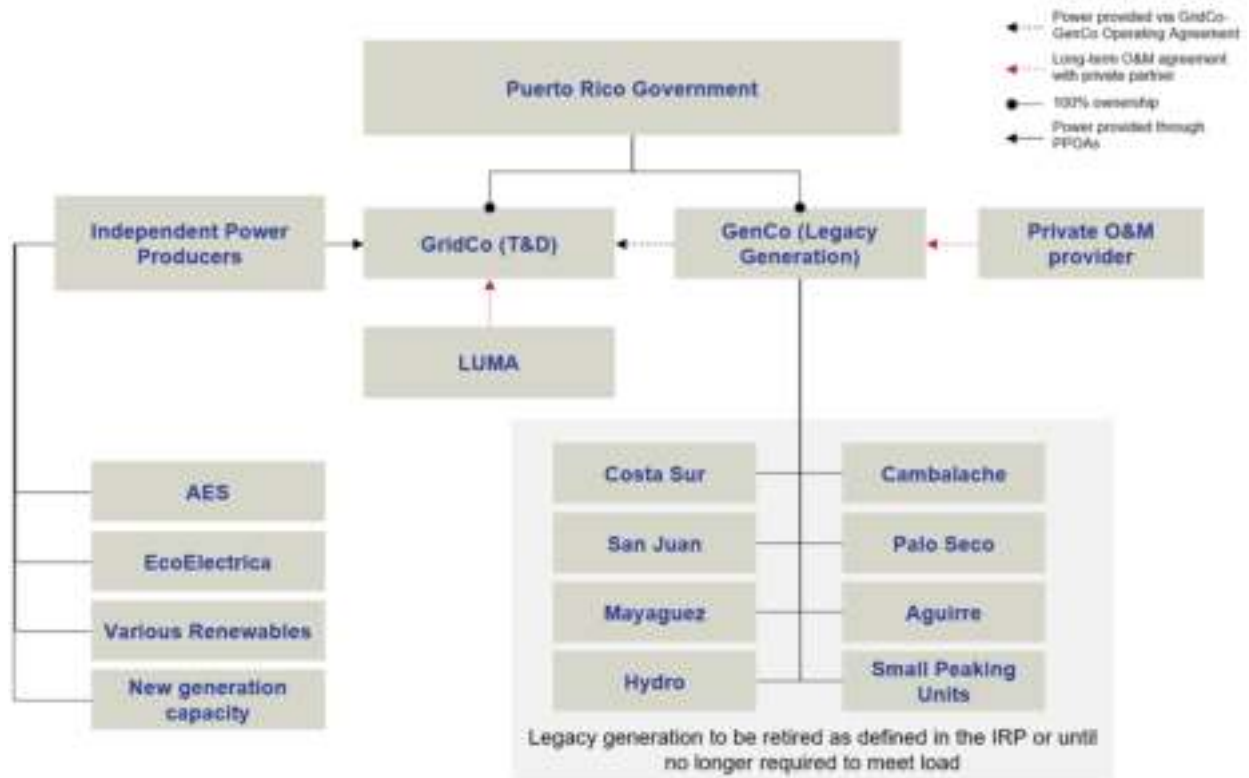 Power provided via GridCo-
GenCo Operating Agreement
Long-term O&M agreement
with private partner
100% ownership
Power provided through
PPOAs
Puerto Rico Government
Independent Power
Producers
GridCo (T&D)
GenCo (Legacy
Generation)
Private O&M
provider
LUMA
AES
EcoElectrica
Various Renewables
New generation
capacity
Costa Sur
Cambalache
San Juan
Palo Seco
Mayaguez
Aguirre
Hydro
Small Peaking
Units
Legacy generation to be retired as defined in the IRP or until
no longer required to meet load